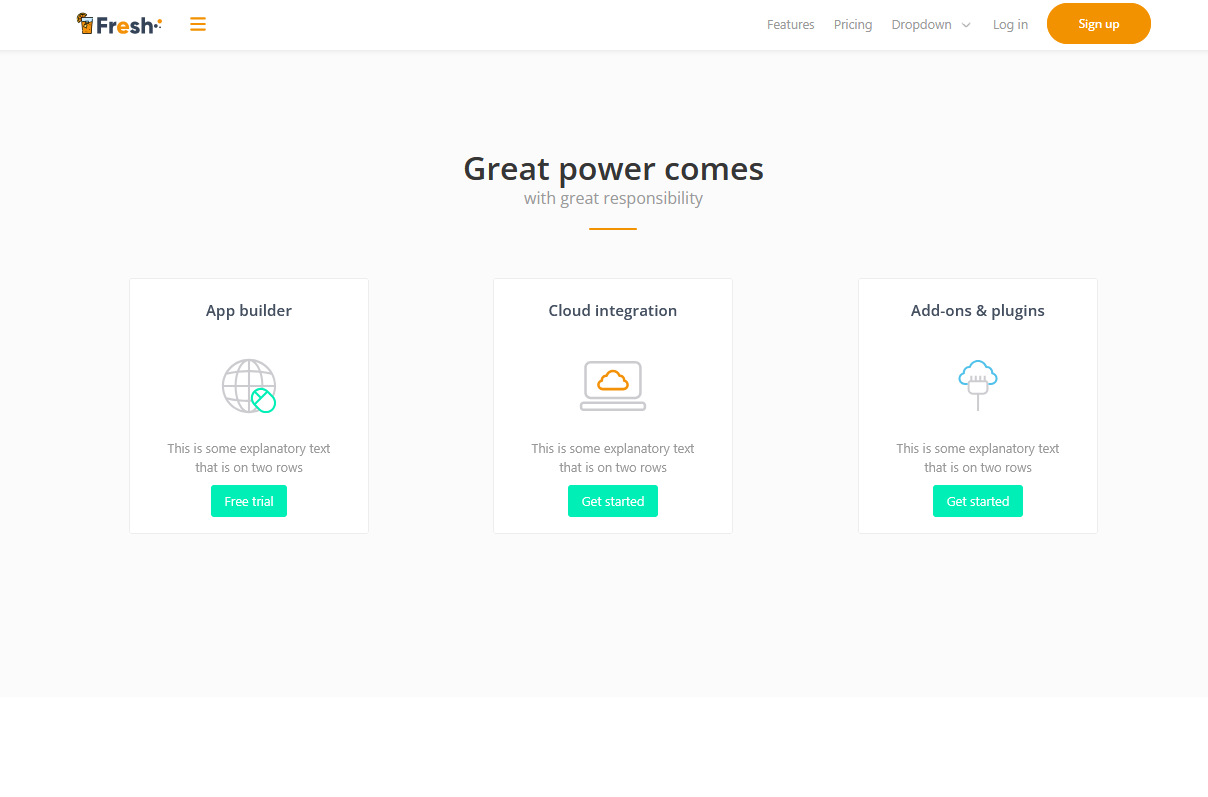 Fresh
Features
Pricing
Dropdown
Log in
Sign up
Great power comes
with great responsibility
App builder
This is some explanatory text
that is on two rows
Free trial
Cloud integration
This is some explanatory text
that is on two rows
Get started
Add-ons & plugins
This is some explanatory text
that is on two rows
Get started